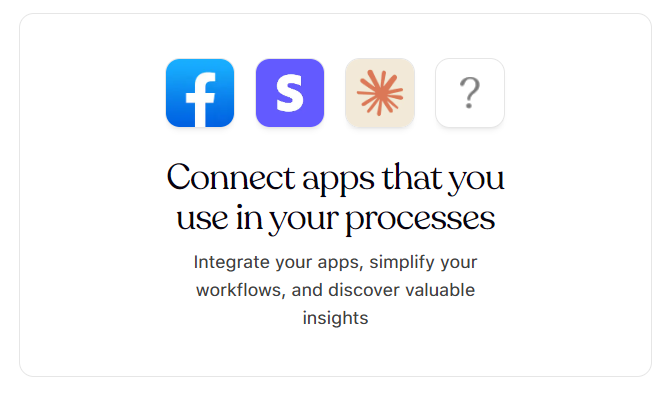 f S ?
Connect apps that you
use in your processes
Integrate your apps, simplify your
workflows, and discover valuable
insights